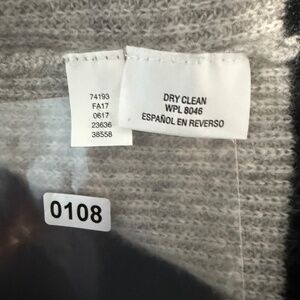 74193
FA17
0617
23636
38558
DRY CLEAN
WPL 8046
ESPAÑOL EN REVERSO
0108